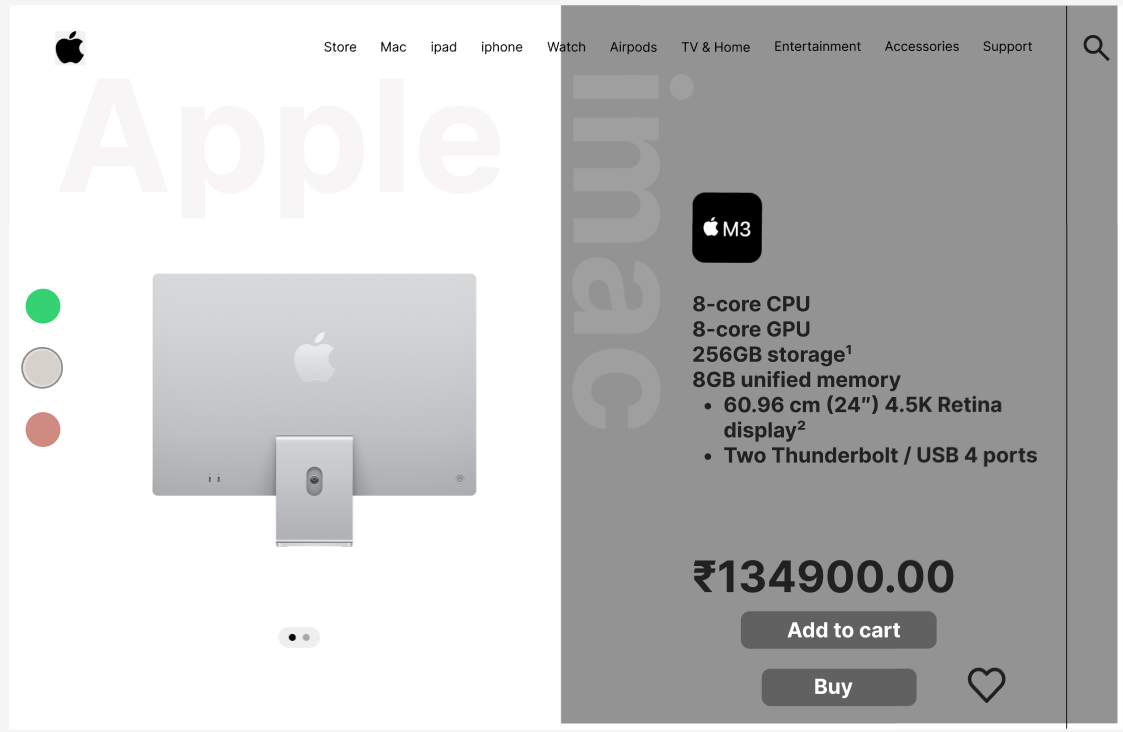 Store Mac ipad iphone Watch Airpods TV & Home Entertainment Accessories Support
Apple
imac
M3
8-core CPU
8-core GPU
256GB storage¹
8GB unified memory
• 60.96 cm (24″) 4.5K Retina
display²
• Two Thunderbolt / USB 4 ports
₹134900.00
Add to cart
Buy